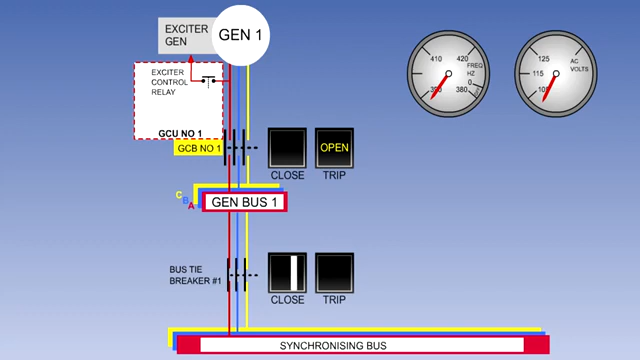 EXCITER
GEN
GEN 1
EXCITER
CONTROL
RELAY
GCU NO 1
GCB NO 1
OPEN
CLOSE
TRIP
C
B
A
GEN BUS 1
BUS TIE
BREAKER #1
CLOSE
TRIP
SYNCHRONISING BUS
410
420
FREQ
HZ
380
125
AC
VOLTS
115
105